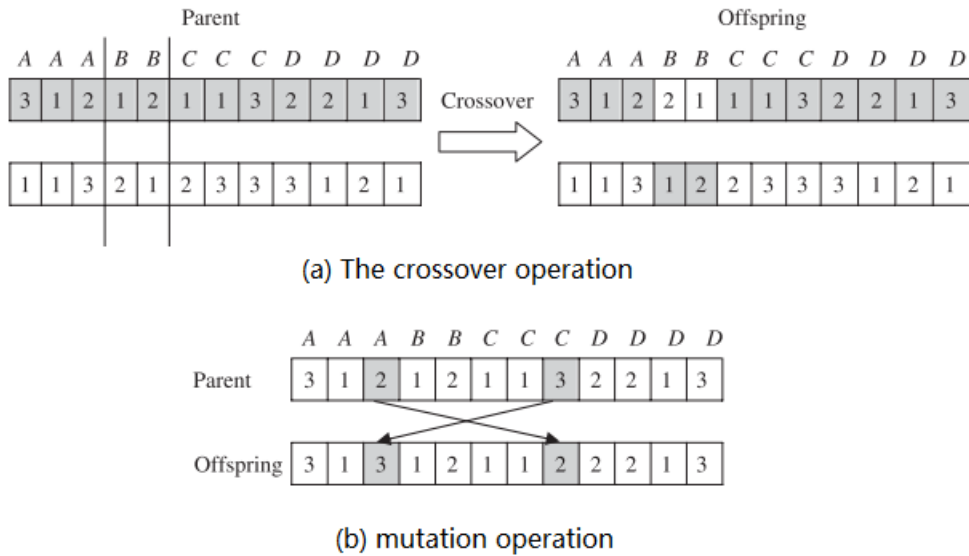 Parent Offspring
A A A B B C C C D D D D A A A B B C C C D D D D
3 1 2 1 2 1 1 3 2 2 1 3 Crossover 3 1 2 2 1 1 1 3 2 2 1 3
1 1 3 2 1 2 3 3 3 1 2 1 1 1 3 1 2 2 3 3 3 1 2 1
(a) The crossover operation
A A A B B C C C D D D D
Parent 3 1 2 1 2 1 1 3 2 2 1 3
Offspring 3 1 3 1 2 1 1 2 2 2 1 3
(b) mutation operation